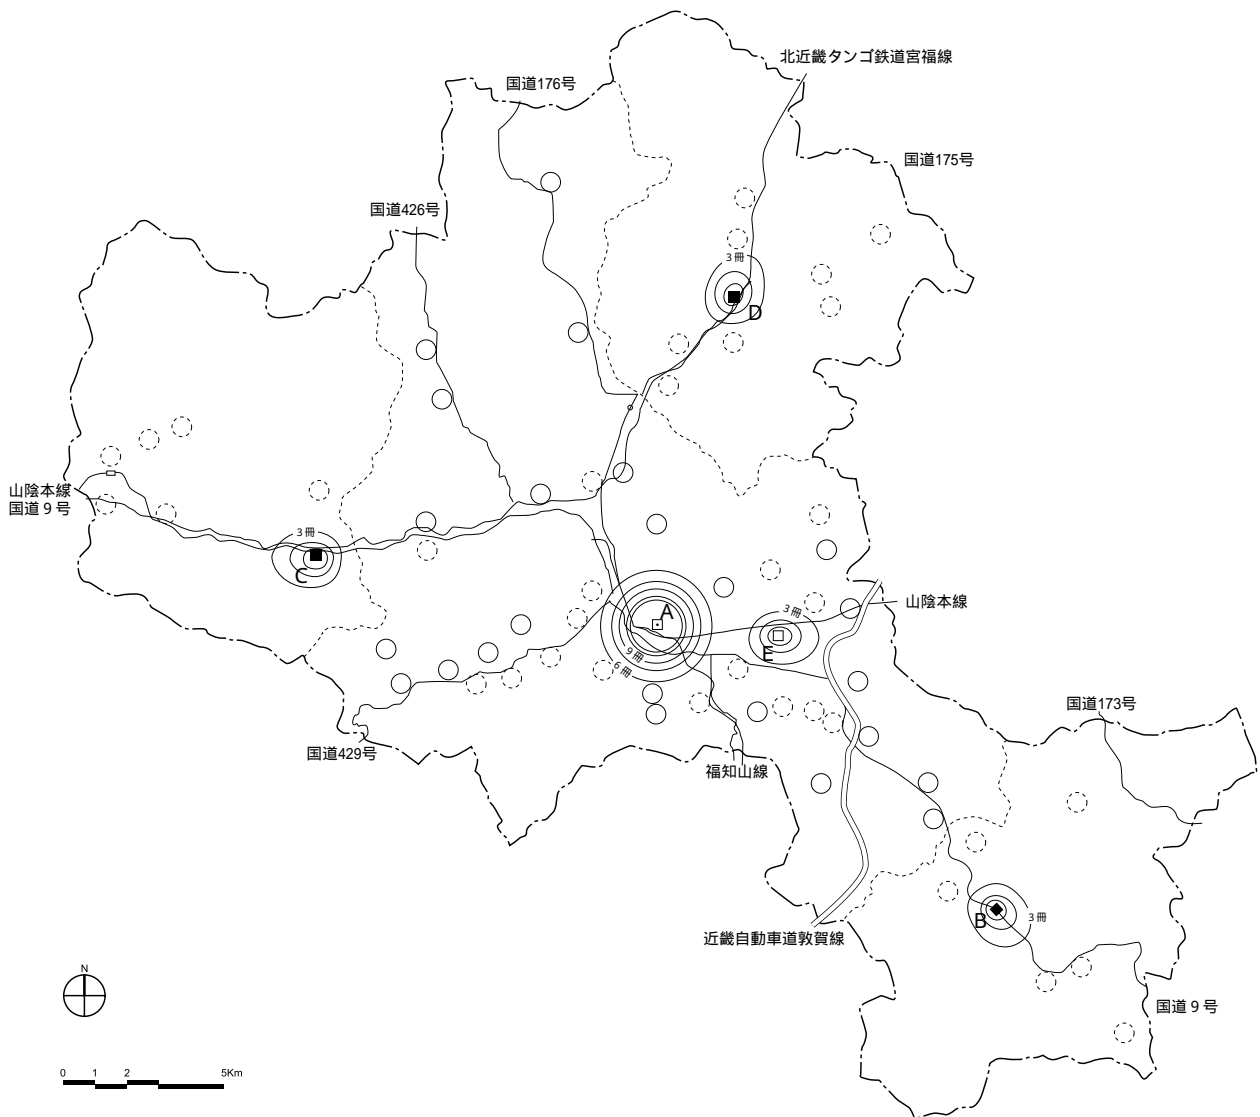 北近畿タンゴ鉄道宮福線
国道176号
国道175号
国道426号
3冊
D
山陰本線
国道９号
3冊
C
山陰本線
A
3冊
E
9冊
6冊
国道173号
国道429号
福知山線
3冊
B
近畿自動車道敦賀線
N
国道９号
0 1 2 5Km